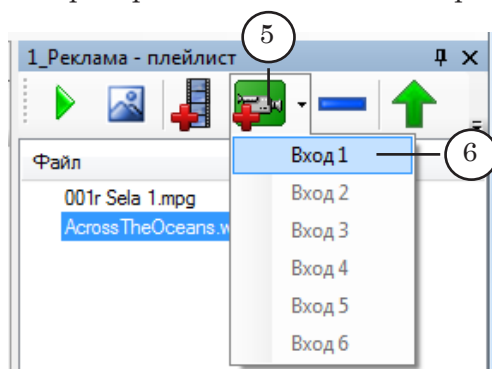 5
1_Реклама - плейлист
Файл
Вход 1
6
001r Sela 1.mpg
Вход 2
AcrossTheOceans.w
Вход 3
Вход 4
Вход 5
Вход 6